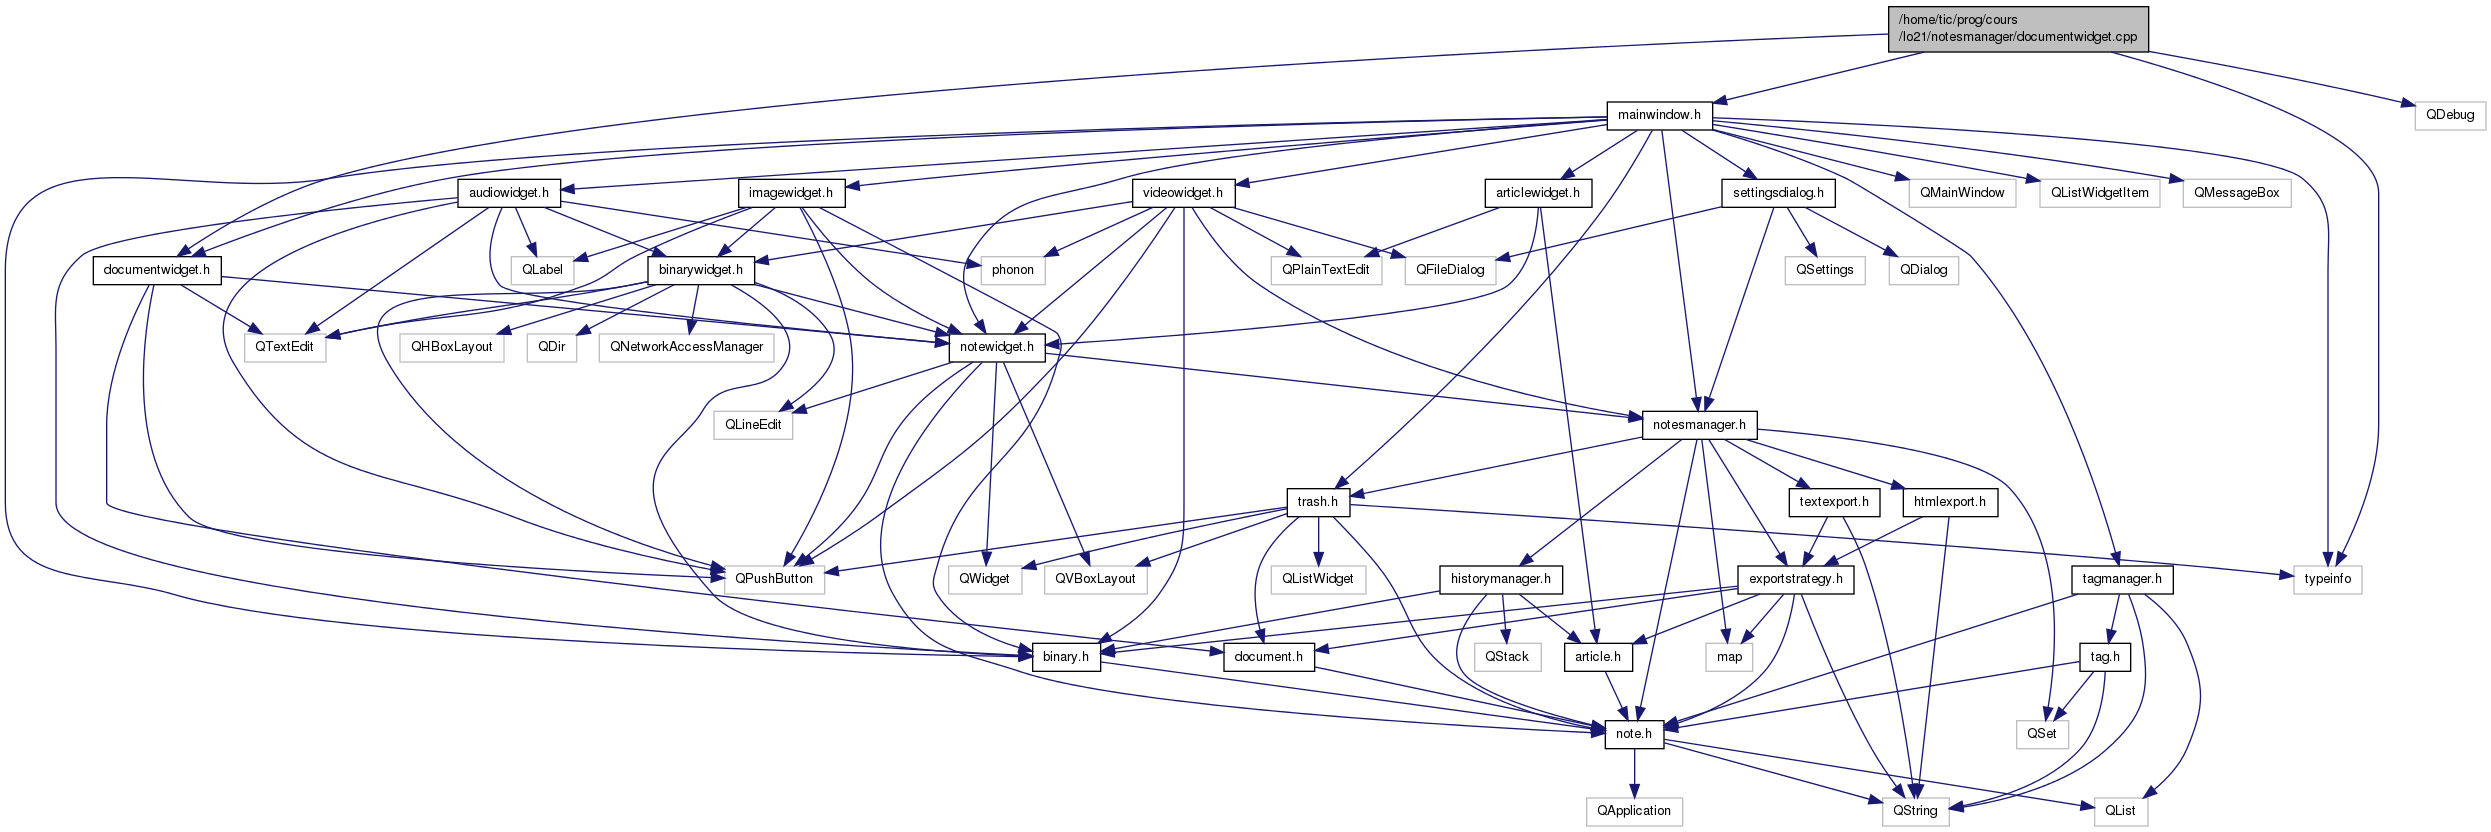 /home/tic/prog/cours
/lo21/notesmanager/documentwidget.cpp
mainwindow.h
QDebug
audiowidget.h
imagewidget.h
videowidget.h
articlewidget.h
settingsdialog.h
QMainWindow
QListWidgetItem
QMessageBox
documentwidget.h
QLabel
binarywidget.h
phonon
QPlainTextEdit
QFileDialog
QSettings
QDialog
QTextEdit
QHBoxLayout
QDir
QNetworkAccessManager
notewidget.h
QLineEdit
notesmanager.h
trash.h
textexport.h
htmlexport.h
QPushButton
QWidget
QVBoxLayout
QListWidget
historymanager.h
exportstrategy.h
tagmanager.h
typeinfo
binary.h
document.h
QStack
article.h
map
tag.h
note.h
QSet
QApplication
QString
QList